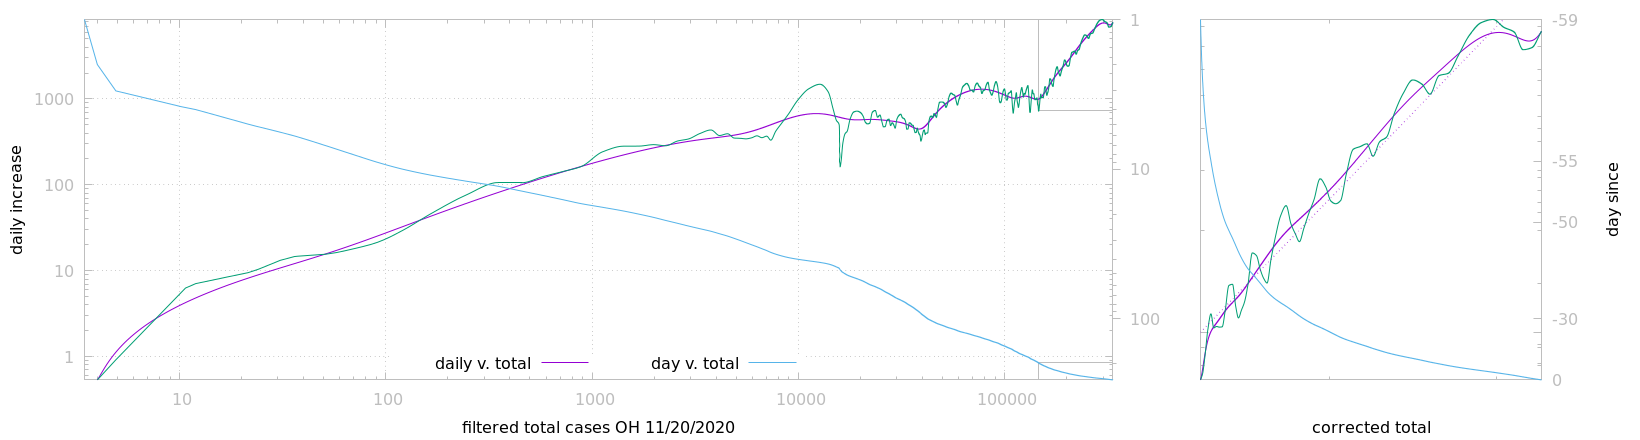 daily increase
1000
100
10
1
10
100
1000
10000
100000
filtered total cases OH 11/20/2020
daily v. total
day v. total
1
10
100
-59
-55
-50
-30
0
day since
corrected total